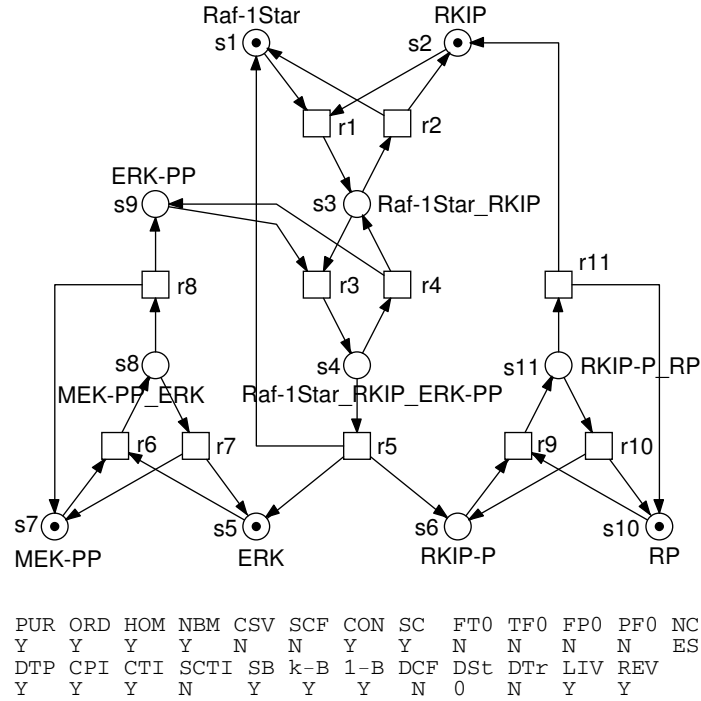 Raf-1Star RKIP
s1 s2
r1 r2
ERK-PP
s9 s3 Raf-1Star_RKIP
r11
r8 r3 r4
s8 s4 s11 RKIP-P_RP
MEK-PP_ERK Raf-1Star_RKIP_ERK-PP
r6 r7 r5 r9 r10
s7 s5 s6 s10
MEK-PP ERK RKIP-P RP
PUR ORD HOM NBM CSV SCF CON SC FT0 TF0 FP0 PF0 NC
Y Y Y Y N N Y Y N N N N ES
DTP CPI CTI SCTI SB k-B 1-B DCF DSt DTr LIV REV
Y Y Y N Y Y Y N 0 N Y Y